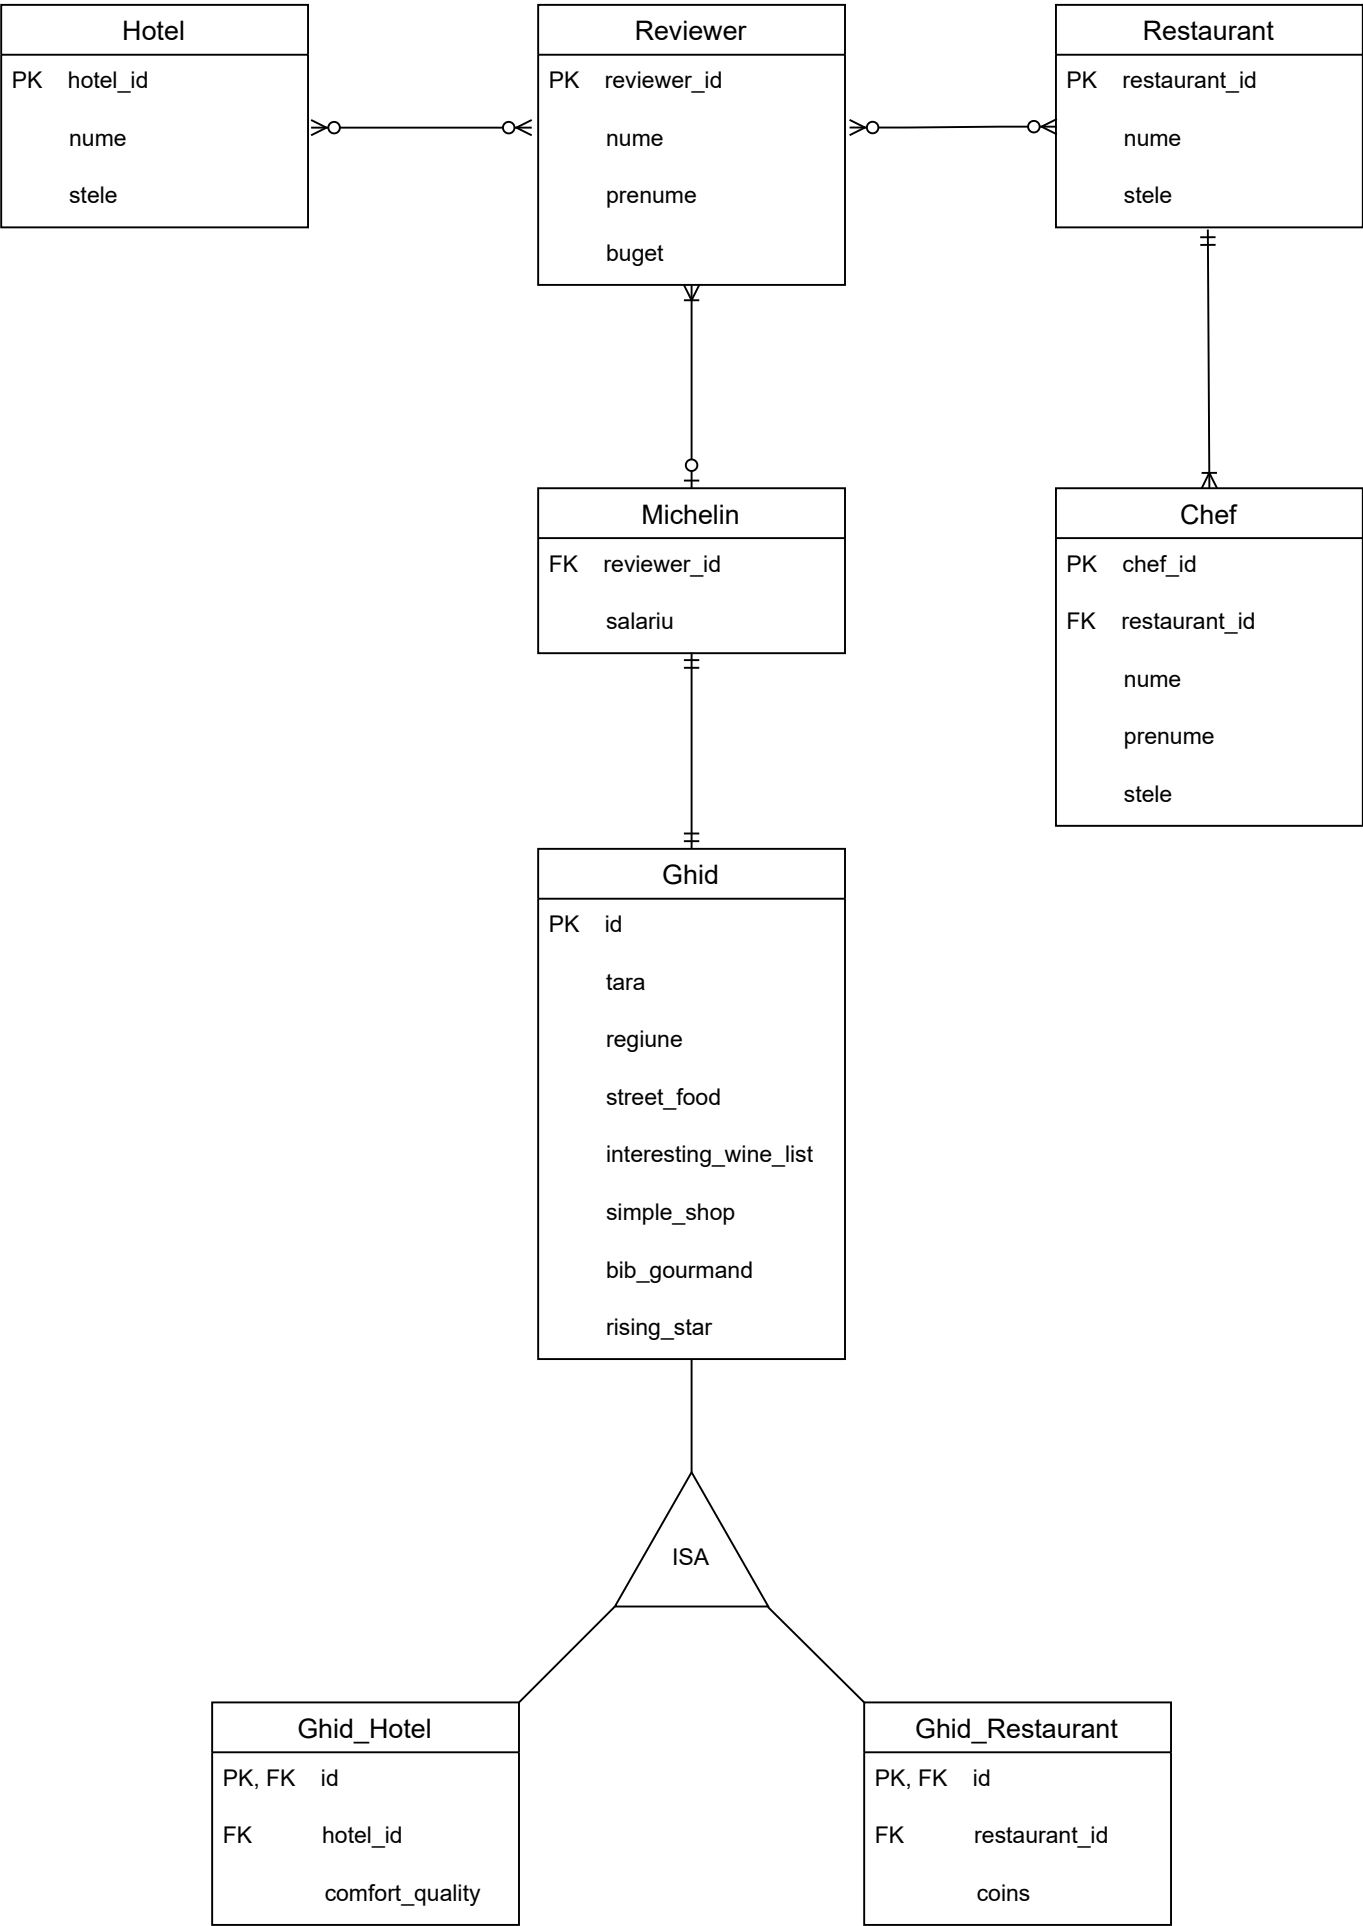 Hotel
PK hotel_id
nume
stele
Reviewer
PK reviewer_id
nume
prenume
buget
Restaurant
PK restaurant_id
nume
stele
Michelin
FK reviewer_id
salariu
Chef
PK chef_id
FK restaurant_id
nume
prenume
stele
Ghid
PK id
tara
regiune
street_food
interesting_wine_list
simple_shop
bib_gourmand
rising_star
ISA
Ghid_Hotel
PK, FK id
FK hotel_id
comfort_quality
Ghid_Restaurant
PK, FK id
FK restaurant_id
coins